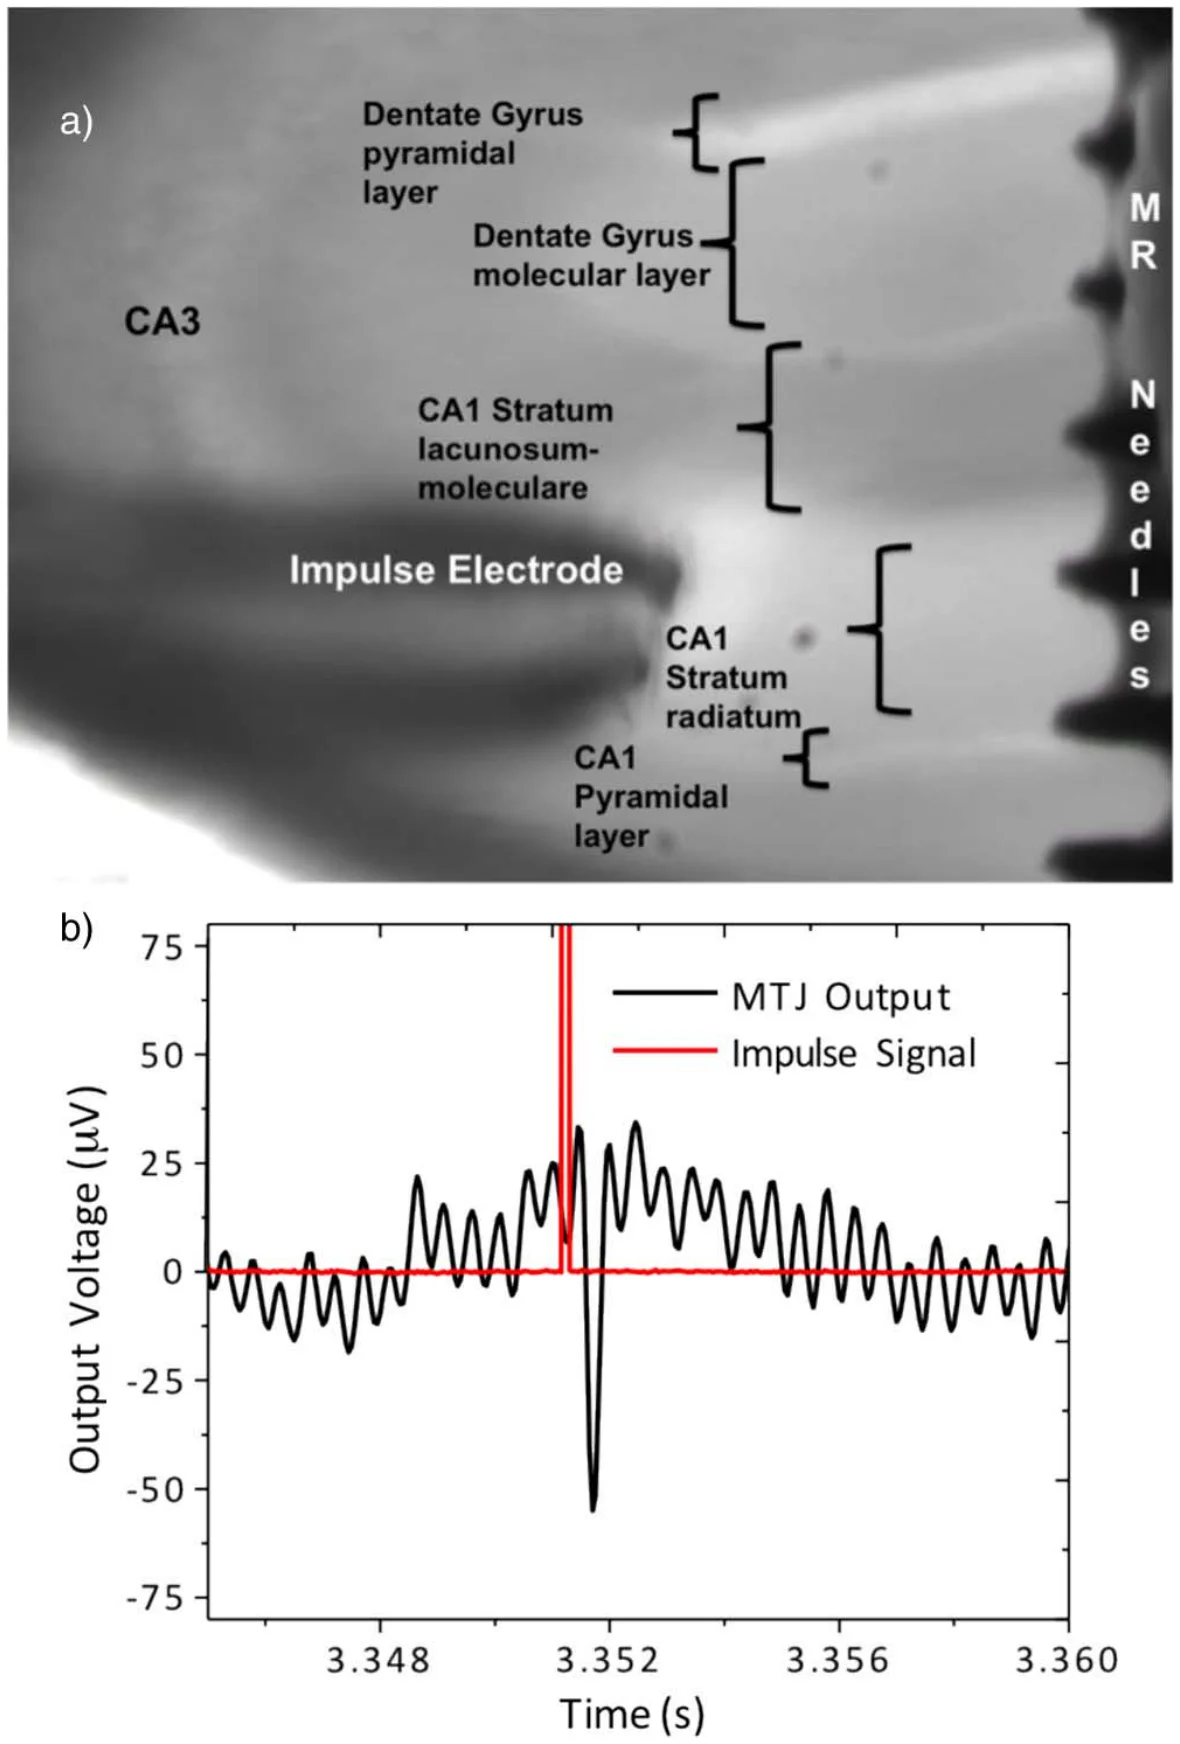 a)
Dentate Gyrus
pyramidal
layer
Dentate Gyrus
molecular layer
CA3
CA1 Stratum
lacunosum-
moleculare
Impulse Electrode
CA1
Stratum
radiatum
CA1
Pyramidal
layer
MR Needles
b)
75
50
25
0
-25
-50
-75
Output Voltage (μV)
MTJ Output
Impulse Signal
3.348
3.352
3.356
3.360
Time (s)